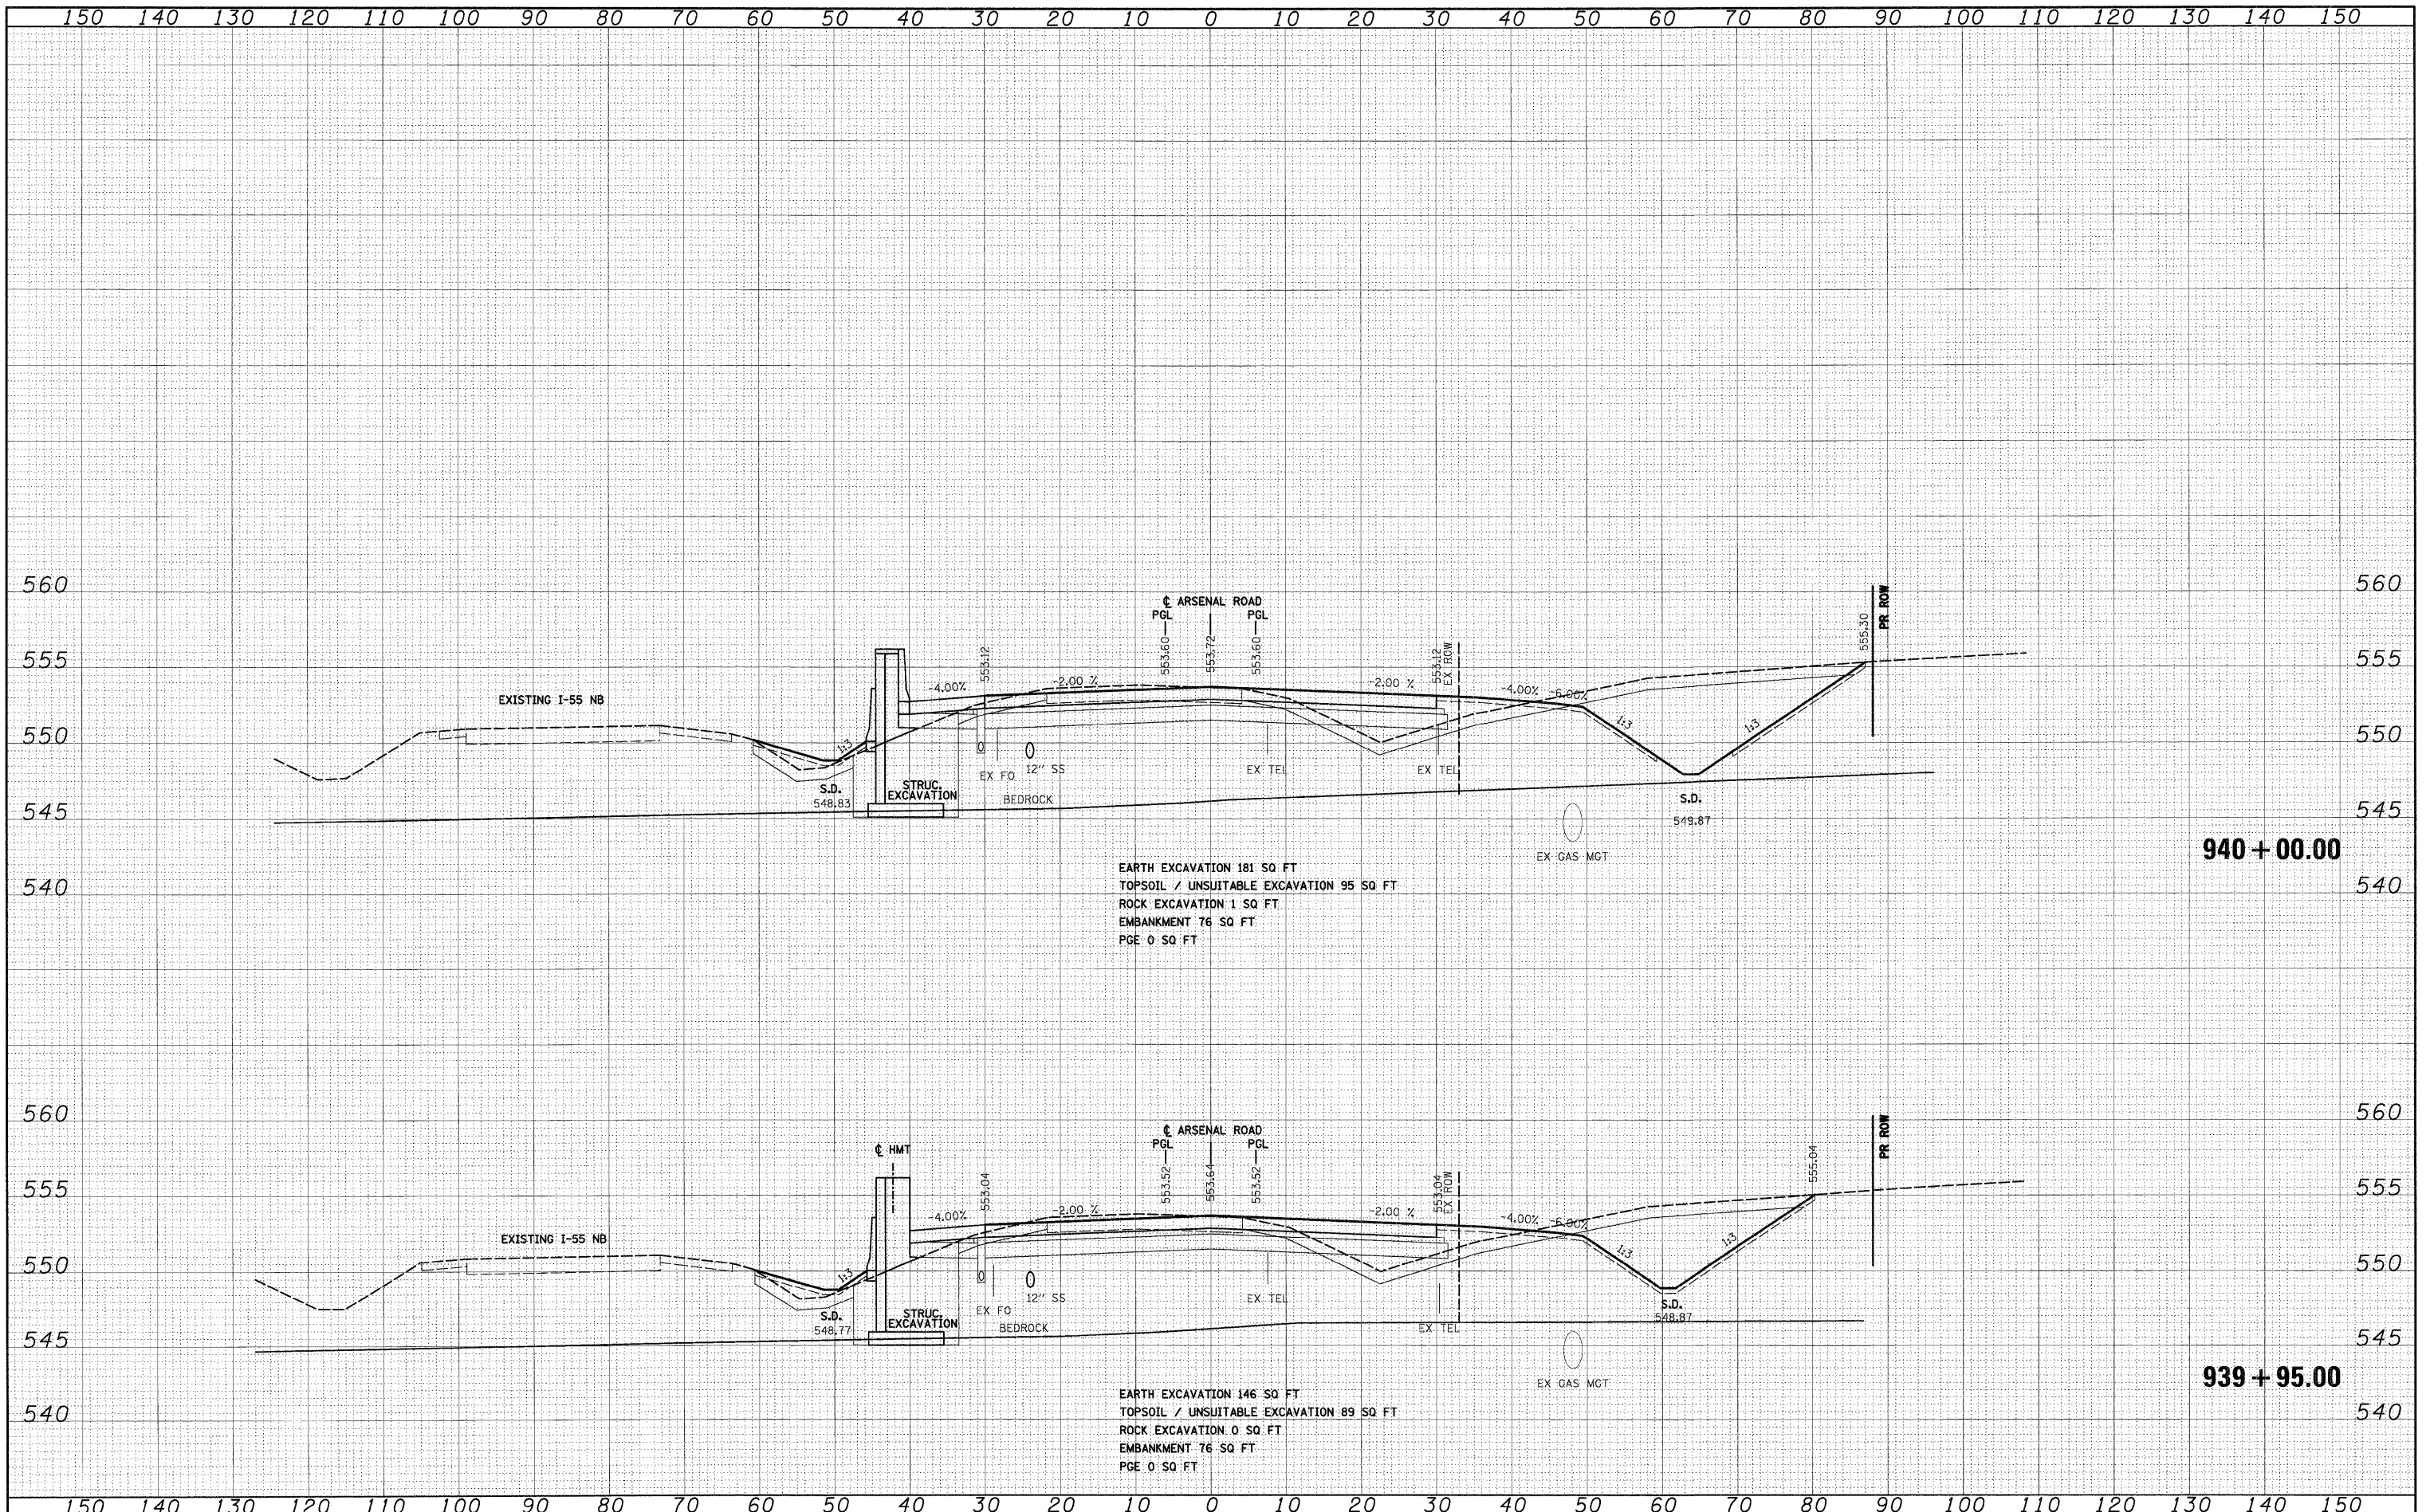 150 140 130 120 110 100 90 80 70 60 50 40 30 20 10 0 10 20 30 40 50 60 70 80 90 100 110 120 130 140 150
560 560
℄ ARSENAL ROAD
PGL PGL
PR ROW
555.30
553.12 553.60 553.72 553.60 553.12 EX ROW
555 555
EXISTING I-55 NB
-4.00% -2.00 % -2.00 % -4.00% -6.00%
1:3 1:3 1:3
550 550
EX FO 12" SS EX TEL EX TEL
S.D.
548.83
STRUC.
EXCAVATION
BEDROCK
S.D.
549.87
545 545
EX GAS MGT
940+00.00
EARTH EXCAVATION 181 SQ FT
TOPSOIL / UNSUITABLE EXCAVATION 95 SQ FT
ROCK EXCAVATION 1 SQ FT
EMBANKMENT 76 SQ FT
PGE 0 SQ FT
540 540
560 560
℄ ARSENAL ROAD
PGL PGL
℄ HMT
PR ROW
555.04
553.04 553.52 553.64 553.52 553.04 EX ROW
555 555
EXISTING I-55 NB
-4.00% -2.00 % -2.00 % -4.00% -6.00%
1:3 1:3 1:3
550 550
EX FO 12" SS EX TEL EX TEL
S.D.
548.77
STRUC.
EXCAVATION
BEDROCK
S.D.
548.87
545 545
EX GAS MGT
939+95.00
EARTH EXCAVATION 146 SQ FT
TOPSOIL / UNSUITABLE EXCAVATION 89 SQ FT
ROCK EXCAVATION 0 SQ FT
EMBANKMENT 76 SQ FT
PGE 0 SQ FT
540 540
150 140 130 120 110 100 90 80 70 60 50 40 30 20 10 0 10 20 30 40 50 60 70 80 90 100 110 120 130 140 150